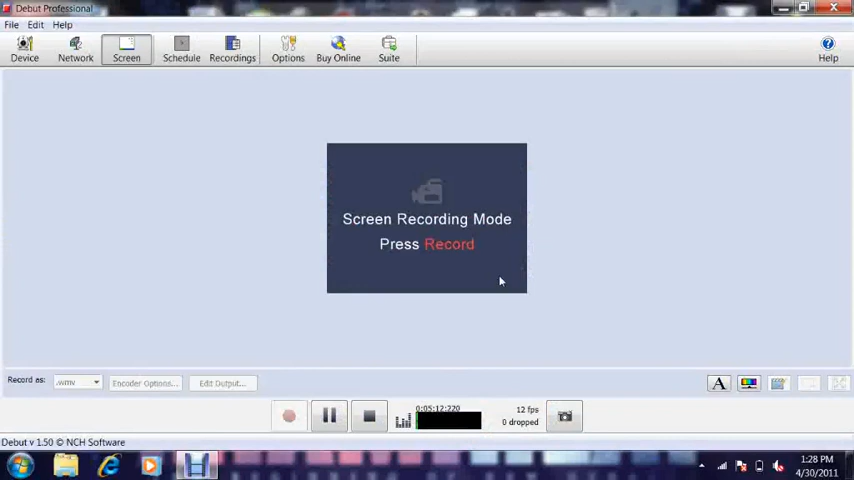 Debut Professional
File Edit Help
Device Network Screen Schedule Recordings Options Buy Online Suite Help
Screen Recording Mode
Press Record
Record as: .wmv Encoder Options... Edit Output...
A
0:05:12:220 12 fps
0 dropped
Debut v 1.50 © NCH Software
1:28 PM
4/30/2011